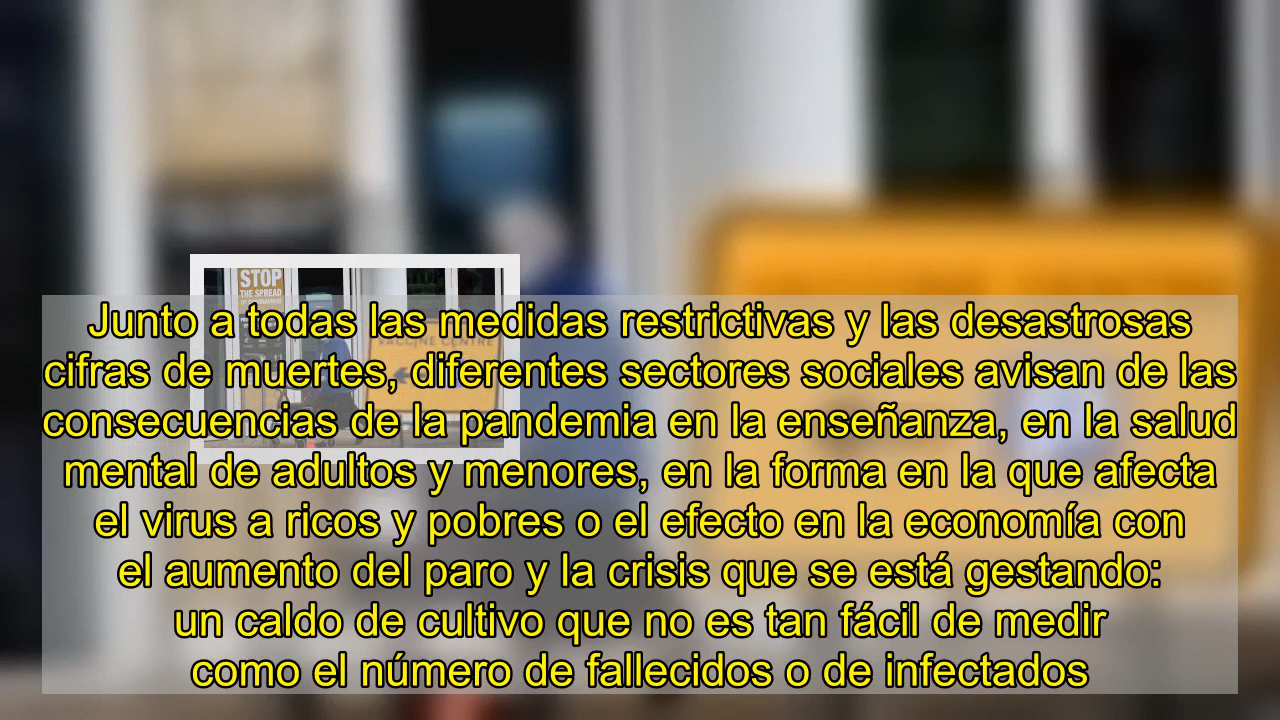 STOP
THE SPREAD
Junto a todas las medidas restrictivas y las desastrosas
VACCINE CENTRE
cifras de muertes, diferentes sectores sociales avisan de las
consecuencias de la pandemia en la enseñanza, en la salud
mental de adultos y menores, en la forma en la que afecta
el virus a ricos y pobres o el efecto en la economía con
el aumento del paro y la crisis que se está gestando:
un caldo de cultivo que no es tan fácil de medir
como el número de fallecidos o de infectados